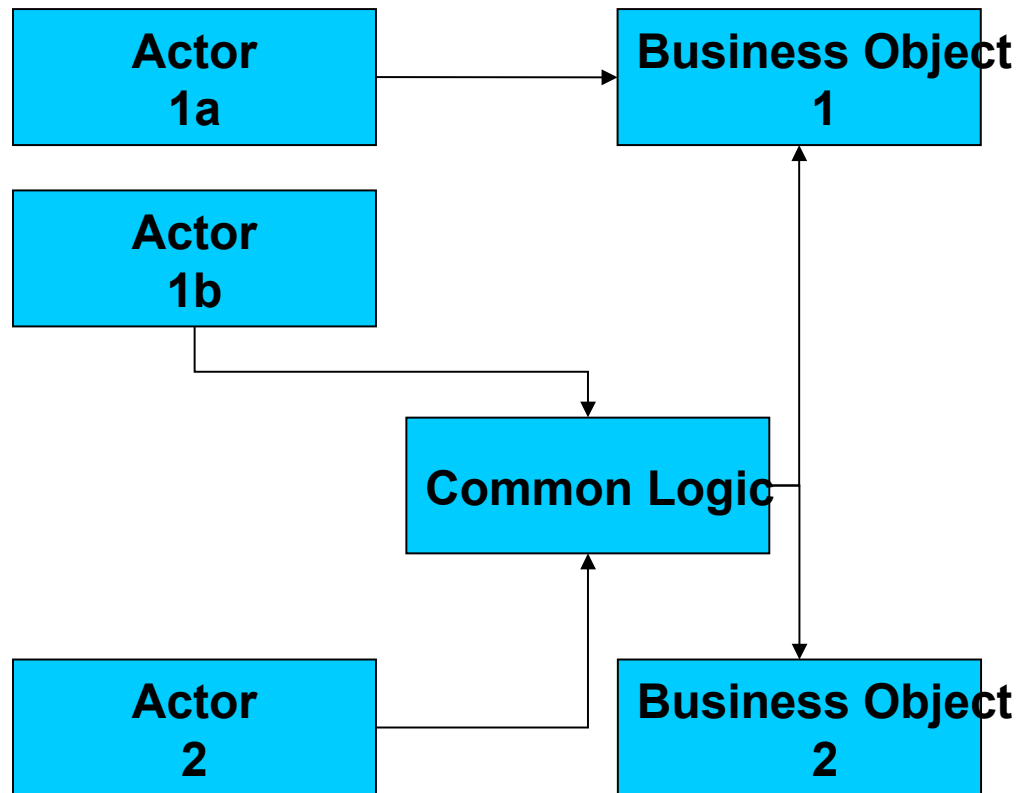 Actor
1a
Business Object
1
Actor
1b
Common Logic
Actor
2
Business Object
2